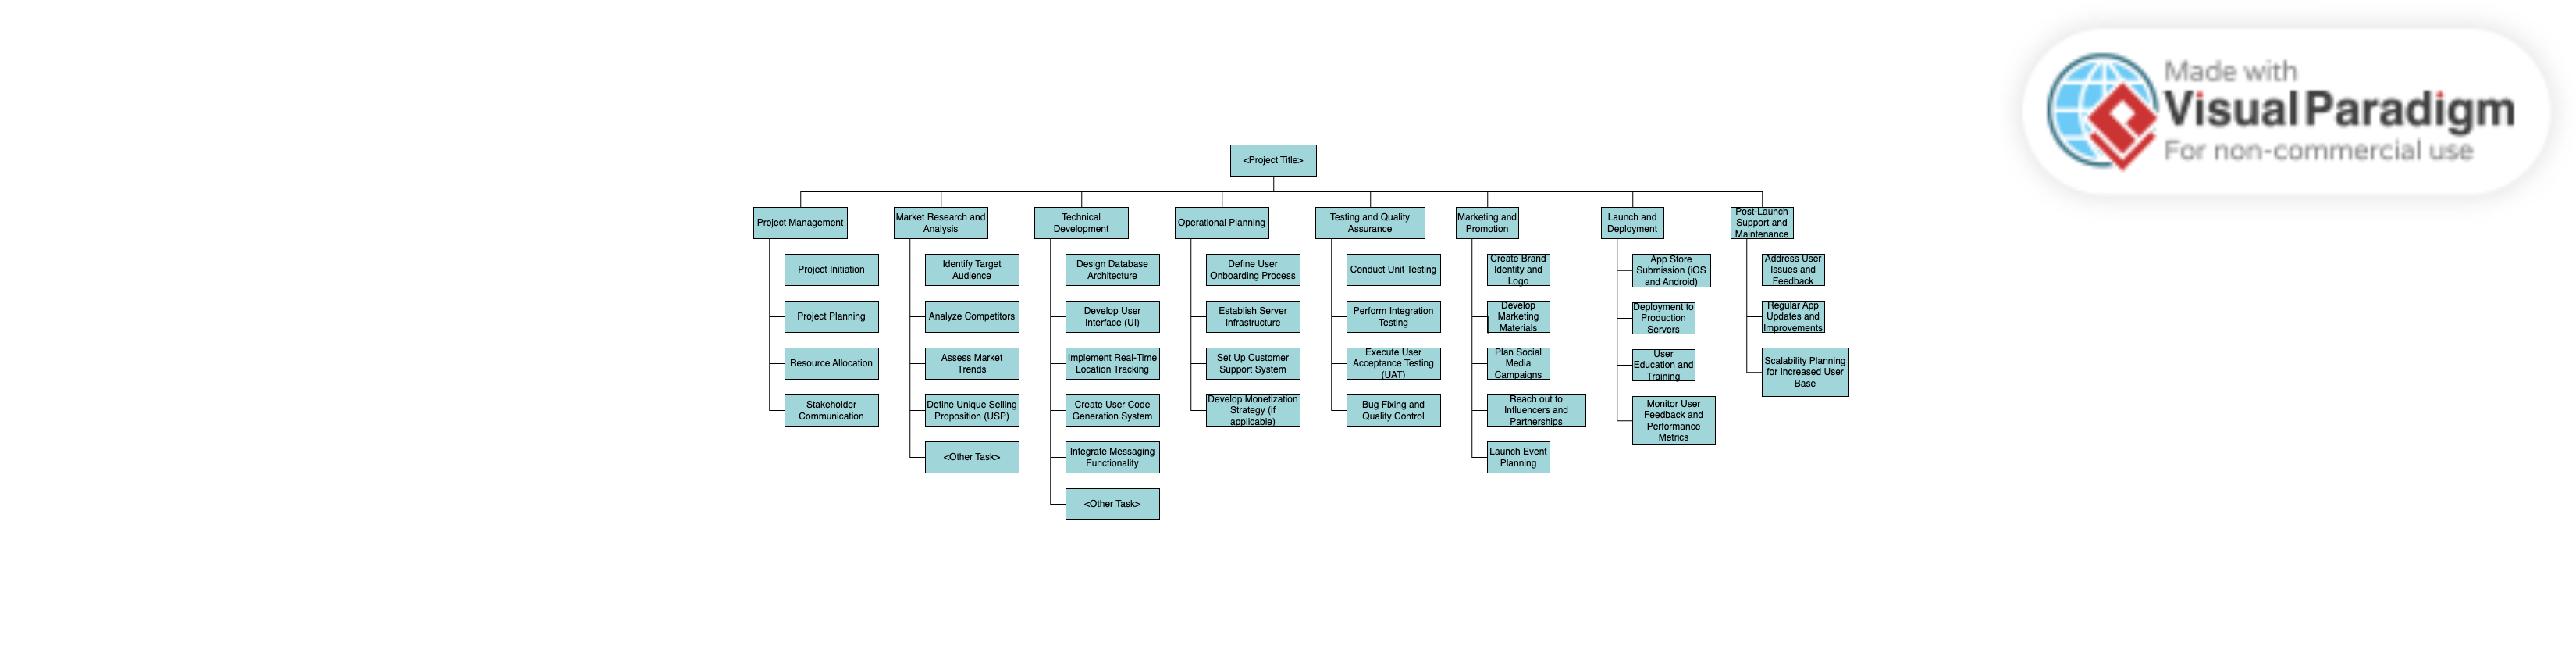 Made with
Visual Paradigm
For non-commercial use
<Project Title>
Project Management
Market Research and
Analysis
Technical
Development
Operational Planning
Testing and Quality
Assurance
Marketing and
Promotion
Launch and
Deployment
Post-Launch
Support and
Maintenance
Project Initiation
Project Planning
Resource Allocation
Stakeholder
Communication
Identify Target
Audience
Analyze Competitors
Assess Market
Trends
Define Unique Selling
Proposition (USP)
<Other Task>
Design Database
Architecture
Develop User
Interface (UI)
Implement Real-Time
Location Tracking
Create User Code
Generation System
Integrate Messaging
Functionality
<Other Task>
Define User
Onboarding Process
Establish Server
Infrastructure
Set Up Customer
Support System
Develop Monetization
Strategy (if
applicable)
Conduct Unit Testing
Perform Integration
Testing
Execute User
Acceptance Testing
(UAT)
Bug Fixing and
Quality Control
Create Brand
Identity and
Logo
Develop
Marketing
Materials
Plan Social
Media
Campaigns
Reach out to
Influencers and
Partnerships
Launch Event
Planning
App Store
Submission (iOS
and Android)
Deployment to
Production
Servers
User
Education and
Training
Monitor User
Feedback and
Performance
Metrics
Address User
Issues and
Feedback
Regular App
Updates and
Improvements
Scalability Planning
for Increased User
Base